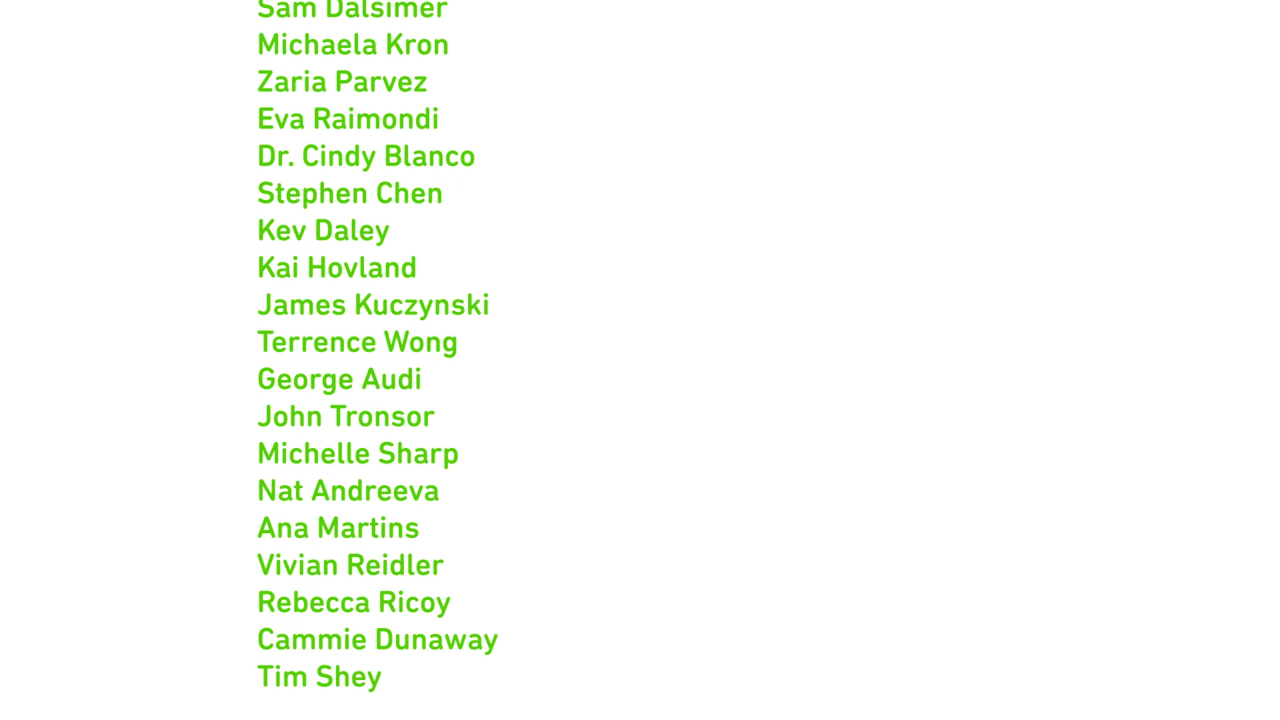 Sam Dalsimer
Michaela Kron
Zaria Parvez
Eva Raimondi
Dr. Cindy Blanco
Stephen Chen
Kev Daley
Kai Hovland
James Kuczynski
Terrence Wong
George Audi
John Tronsor
Michelle Sharp
Nat Andreeva
Ana Martins
Vivian Reidler
Rebecca Ricoy
Cammie Dunaway
Tim Shey